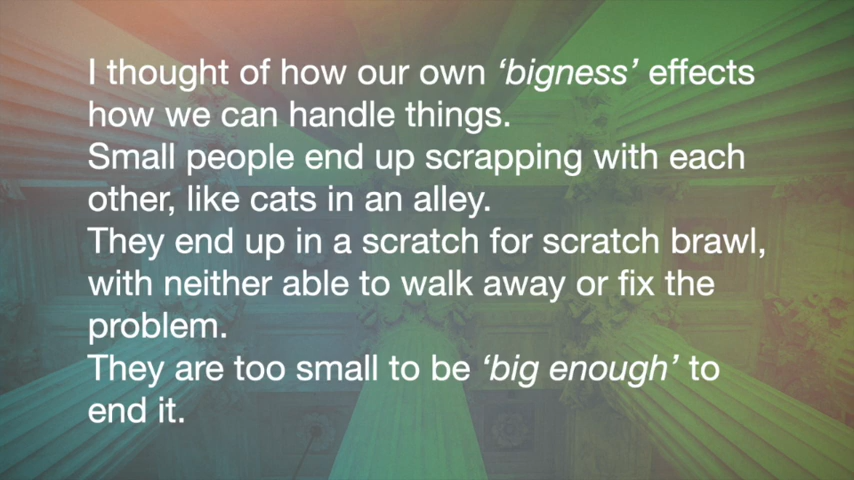 I thought of how our own ‘bigness’ effects
how we can handle things.
Small people end up scrapping with each
other, like cats in an alley.
They end up in a scratch for scratch brawl,
with neither able to walk away or fix the
problem.
They are too small to be ‘big enough’ to
end it.